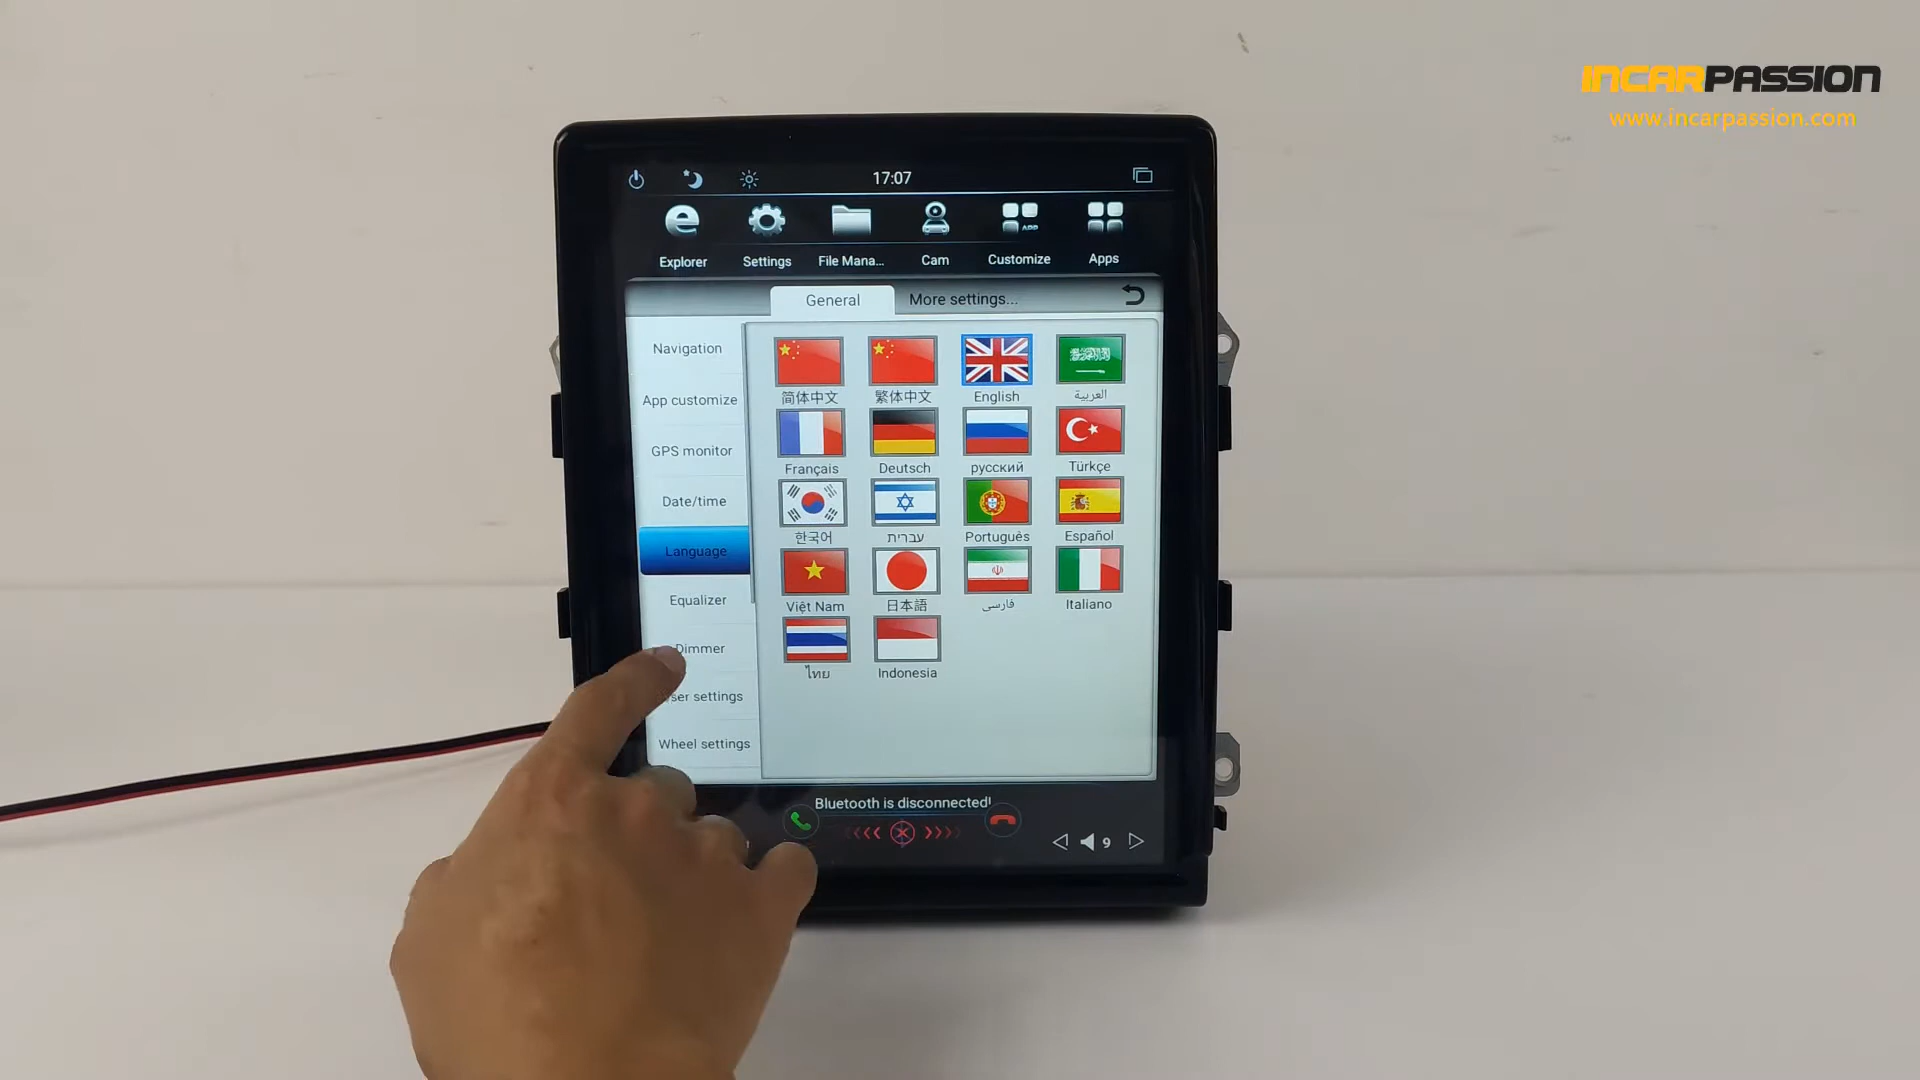 INCARPASSION
www.incarpassion.com
17:07
Explorer
Settings
File Mana...
Cam
Customize
Apps
General
More settings...
Navigation
App customize
GPS monitor
Date/time
Language
Equalizer
Dimmer
ser settings
Wheel settings
简体中文
繁体中文
English
العربية
Français
Deutsch
русский
Türkçe
한국어
עברית
Português
Español
Việt Nam
日本語
فارسی
Italiano
ไทย
Indonesia
Bluetooth is disconnected!
9